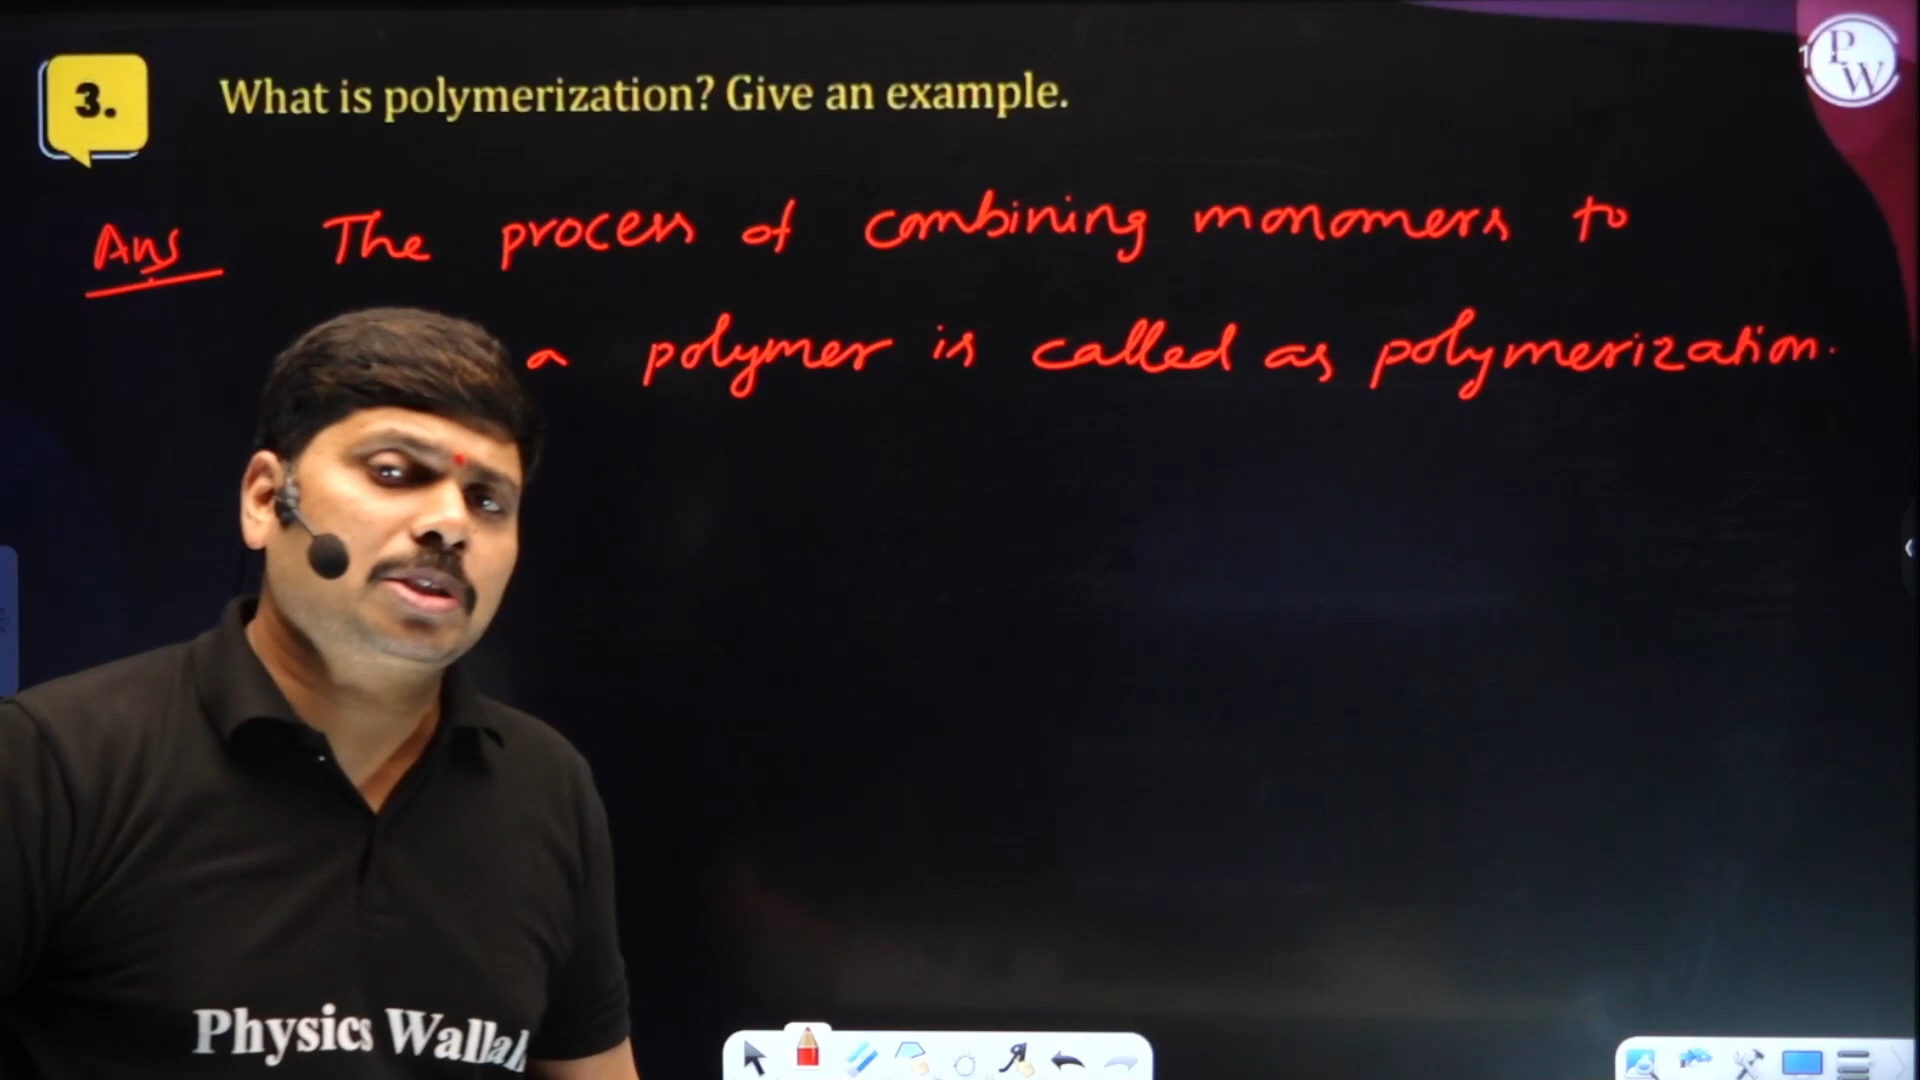 3. What is polymerization? Give an example.
PW
Ans The process of combining monomers to
a polymer is called as polymerization.
Physics Wallah